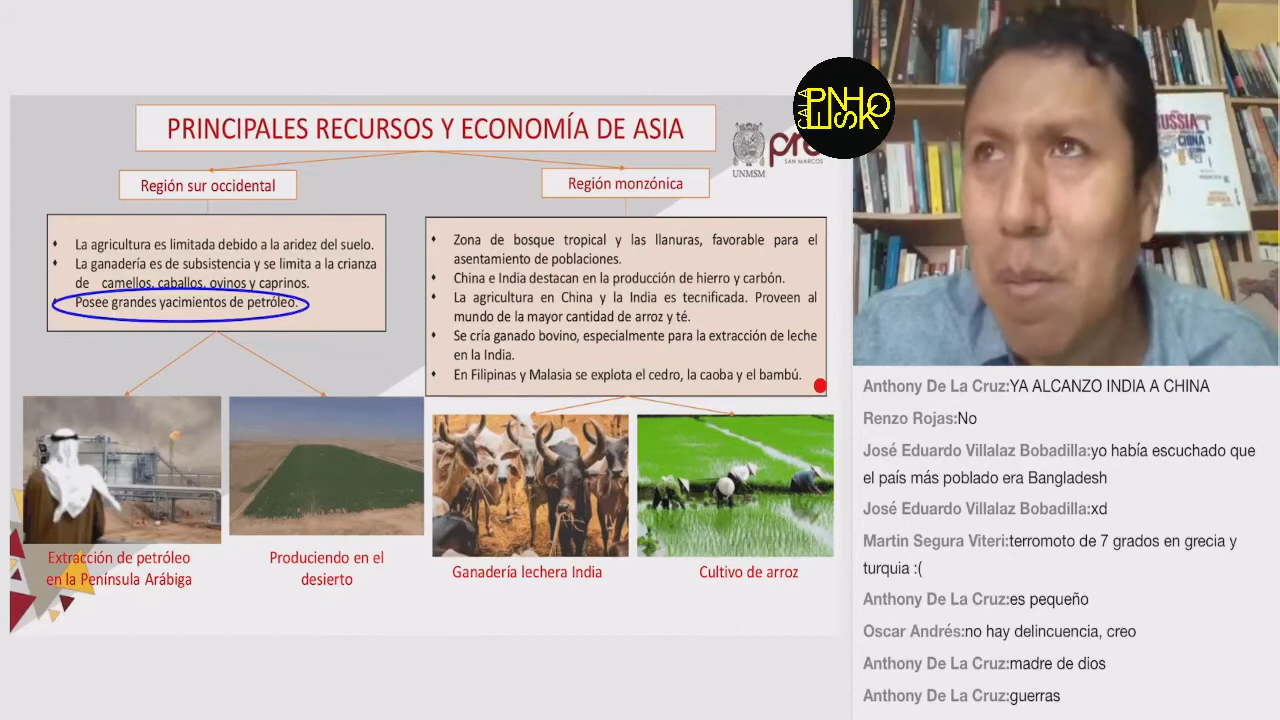 PRINCIPALES RECURSOS Y ECONOMÍA DE ASIA
UNMSM
pre
SAN MARCOS
CALA
PENSHKO
Región sur occidental
Región monzónica
La agricultura es limitada debido a la aridez del suelo.
La ganadería es de subsistencia y se limita a la crianza
de camellos, caballos, ovinos y caprinos.
Posee grandes yacimientos de petróleo.
Zona de bosque tropical y las llanuras, favorable para el
asentamiento de poblaciones.
China e India destacan en la producción de hierro y carbón.
La agricultura en China y la India es tecnificada. Proveen al
mundo de la mayor cantidad de arroz y té.
Se cría ganado bovino, especialmente para la extracción de leche
en la India.
En Filipinas y Malasia se explota el cedro, la caoba y el bambú.
Extracción de petróleo
en la Península Arábiga
Produciendo en el
desierto
Ganadería lechera India
Cultivo de arroz
RUSSIA
CHINA
Anthony De La Cruz:YA ALCANZO INDIA A CHINA
Renzo Rojas:No
José Eduardo Villalaz Bobadilla:yo había escuchado que
el país más poblado era Bangladesh
José Eduardo Villalaz Bobadilla:xd
Martin Segura Viteri:terromoto de 7 grados en grecia y
turquia :(
Anthony De La Cruz:es pequeño
Oscar Andrés:no hay delincuencia, creo
Anthony De La Cruz:madre de dios
Anthony De La Cruz:guerras